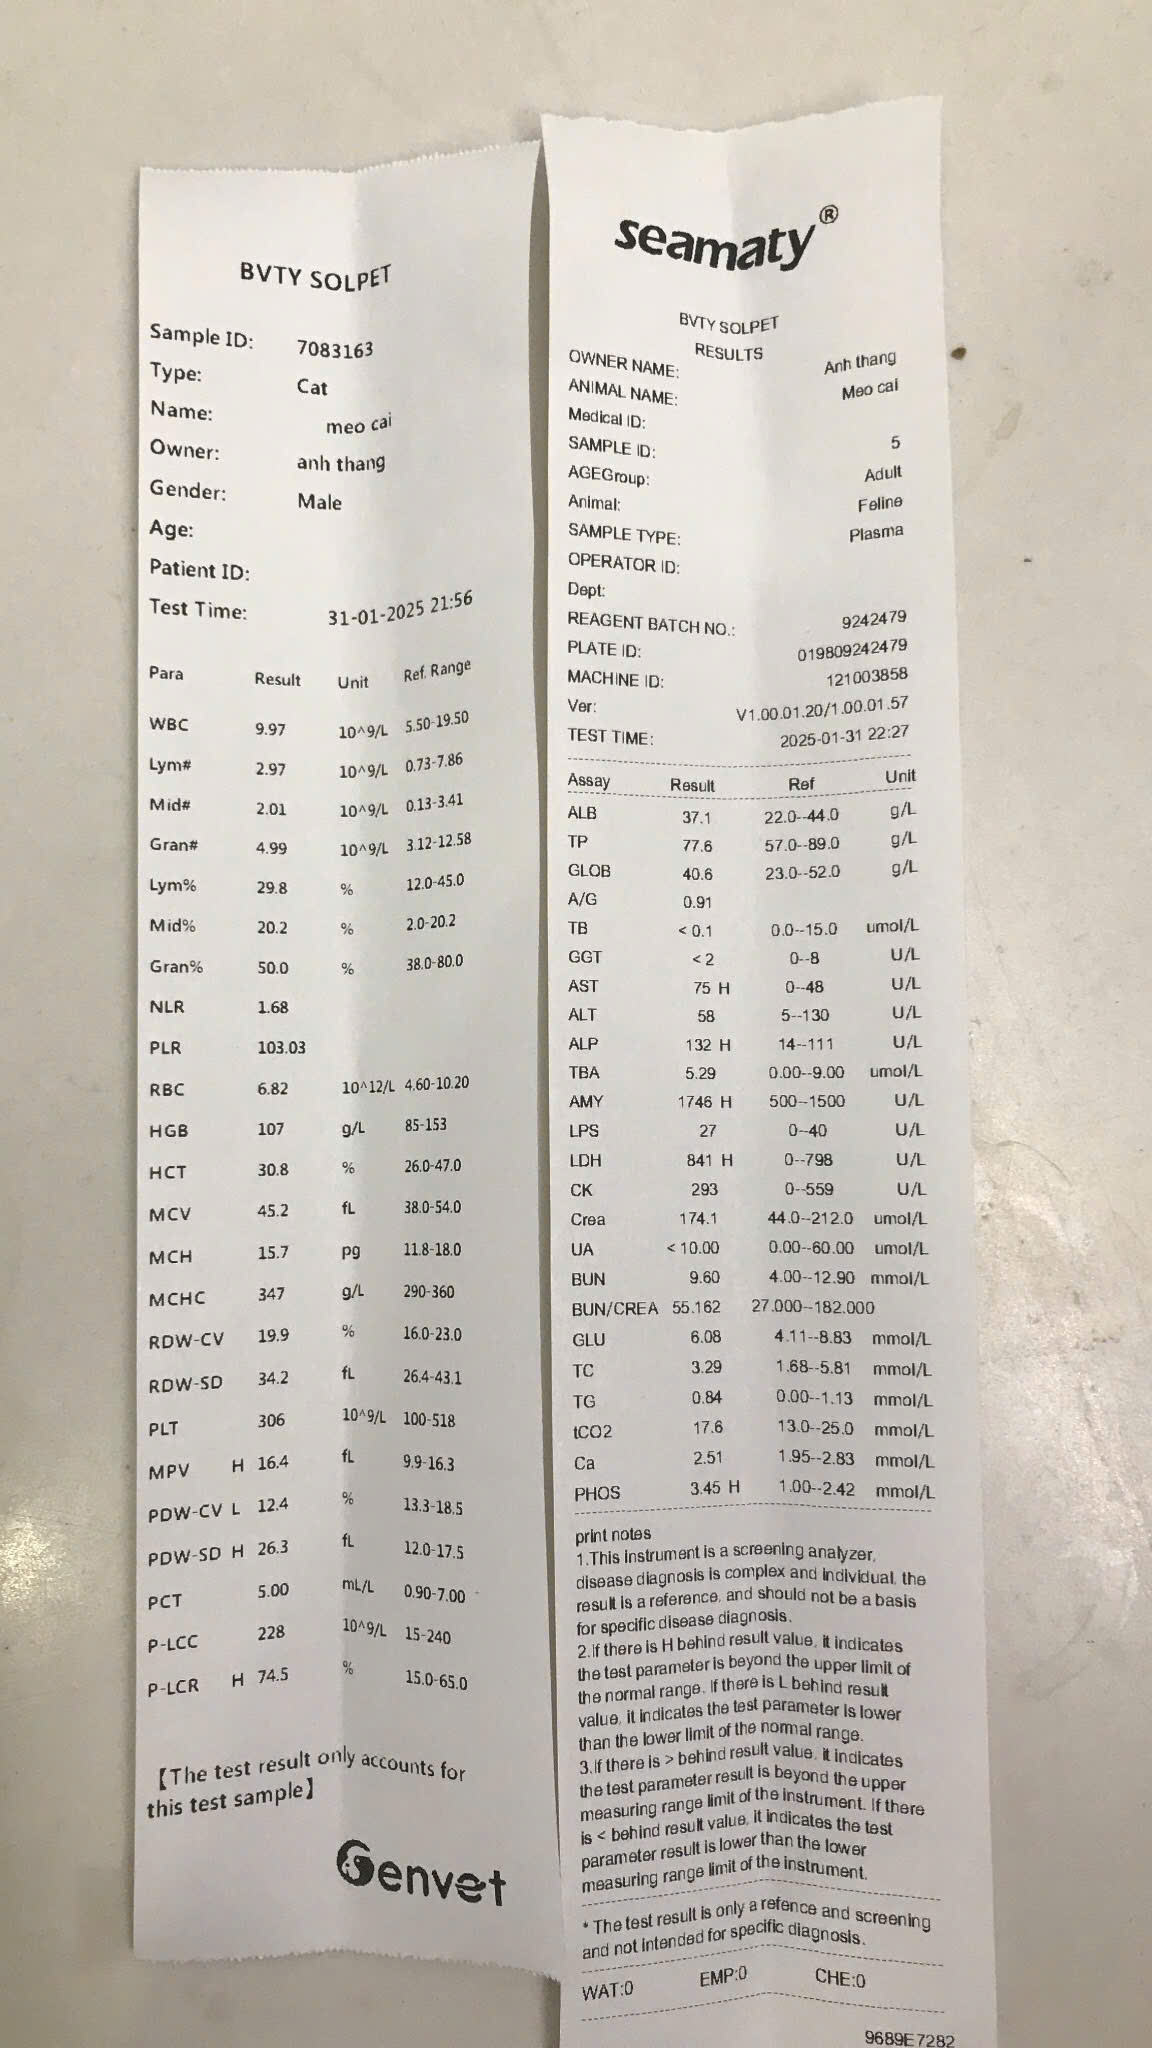 BVTY SOLPET
Sample ID: 7083163
Type: Cat
Name: meo cai
Owner: anh thang
Gender: Male
Age:
Patient ID:
Test Time: 31-01-2025 21:56
Para Result Unit Ref. Range
WBC 9.97 10^9/L 5.50-19.50
Lym# 2.97 10^9/L 0.73-7.86
Mid# 2.01 10^9/L 0.13-3.41
Gran# 4.99 10^9/L 3.12-12.58
Lym% 29.8 % 12.0-45.0
Mid% 20.2 % 2.0-20.2
Gran% 50.0 % 38.0-80.0
NLR 1.68
PLR 103.03
RBC 6.82 10^12/L 4.60-10.20
HGB 107 g/L 85-153
HCT 30.8 % 26.0-47.0
MCV 45.2 fL 38.0-54.0
MCH 15.7 pg 11.8-18.0
MCHC 347 g/L 290-360
RDW-CV 19.9 % 16.0-23.0
RDW-SD 34.2 fL 26.4-43.1
PLT 306 10^9/L 100-518
MPV H 16.4 fL 9.9-16.3
PDW-CV L 12.4 % 13.3-18.5
PDW-SD H 26.3 fL 12.0-17.5
PCT 5.00 mL/L 0.90-7.00
P-LCC 228 10^9/L 15-240
P-LCR H 74.5 % 15.0-65.0
【The test result only accounts for
this test sample】
Genvet
seamaty®
BVTY SOLPET
RESULTS
OWNER NAME: Anh thang
ANIMAL NAME: Meo cai
Medical ID:
SAMPLE ID: 5
AGEGroup: Adult
Animal: Feline
SAMPLE TYPE: Plasma
OPERATOR ID:
Dept:
REAGENT BATCH NO.: 9242479
PLATE ID: 019809242479
MACHINE ID: 121003858
Ver: V1.00.01.20/1.00.01.57
TEST TIME: 2025-01-31 22:27
Assay Result Ref Unit
ALB 37.1 22.0--44.0 g/L
TP 77.6 57.0--89.0 g/L
GLOB 40.6 23.0--52.0 g/L
A/G 0.91
TB <0.1 0.0--15.0 umol/L
GGT <2 0--8 U/L
AST 75 H 0--48 U/L
ALT 58 5--130 U/L
ALP 132 H 14--111 U/L
TBA 5.29 0.00--9.00 umol/L
AMY 1746 H 500--1500 U/L
LPS 27 0--40 U/L
LDH 841 H 0--798 U/L
CK 293 0--559 U/L
Crea 174.1 44.0--212.0 umol/L
UA <10.00 0.00--60.00 umol/L
BUN 9.60 4.00--12.90 mmol/L
BUN/CREA 55.162 27.000--182.000
GLU 6.08 4.11--8.83 mmol/L
TC 3.29 1.68--5.81 mmol/L
TG 0.84 0.00--1.13 mmol/L
tCO2 17.6 13.0--25.0 mmol/L
Ca 2.51 1.95--2.83 mmol/L
PHOS 3.45 H 1.00--2.42 mmol/L
print notes
1.This instrument is a screening analyzer,
disease diagnosis is complex and individual, the
result is a reference, and should not be a basis
for specific disease diagnosis.
2.If there is H behind result value, it indicates
the test parameter is beyond the upper limit of
the normal range. If there is L behind result
value, it indicates the test parameter is lower
than the lower limit of the normal range.
3.If there is > behind result value, it indicates
the test parameter result is beyond the upper
measuring range limit of the instrument. If there
is < behind result value, it indicates the test
parameter result is lower than the lower
measuring range limit of the instrument.
* The test result is only a refence and screening
and not intended for specific diagnosis.
WAT:0 EMP:0 CHE:0
9689E7282